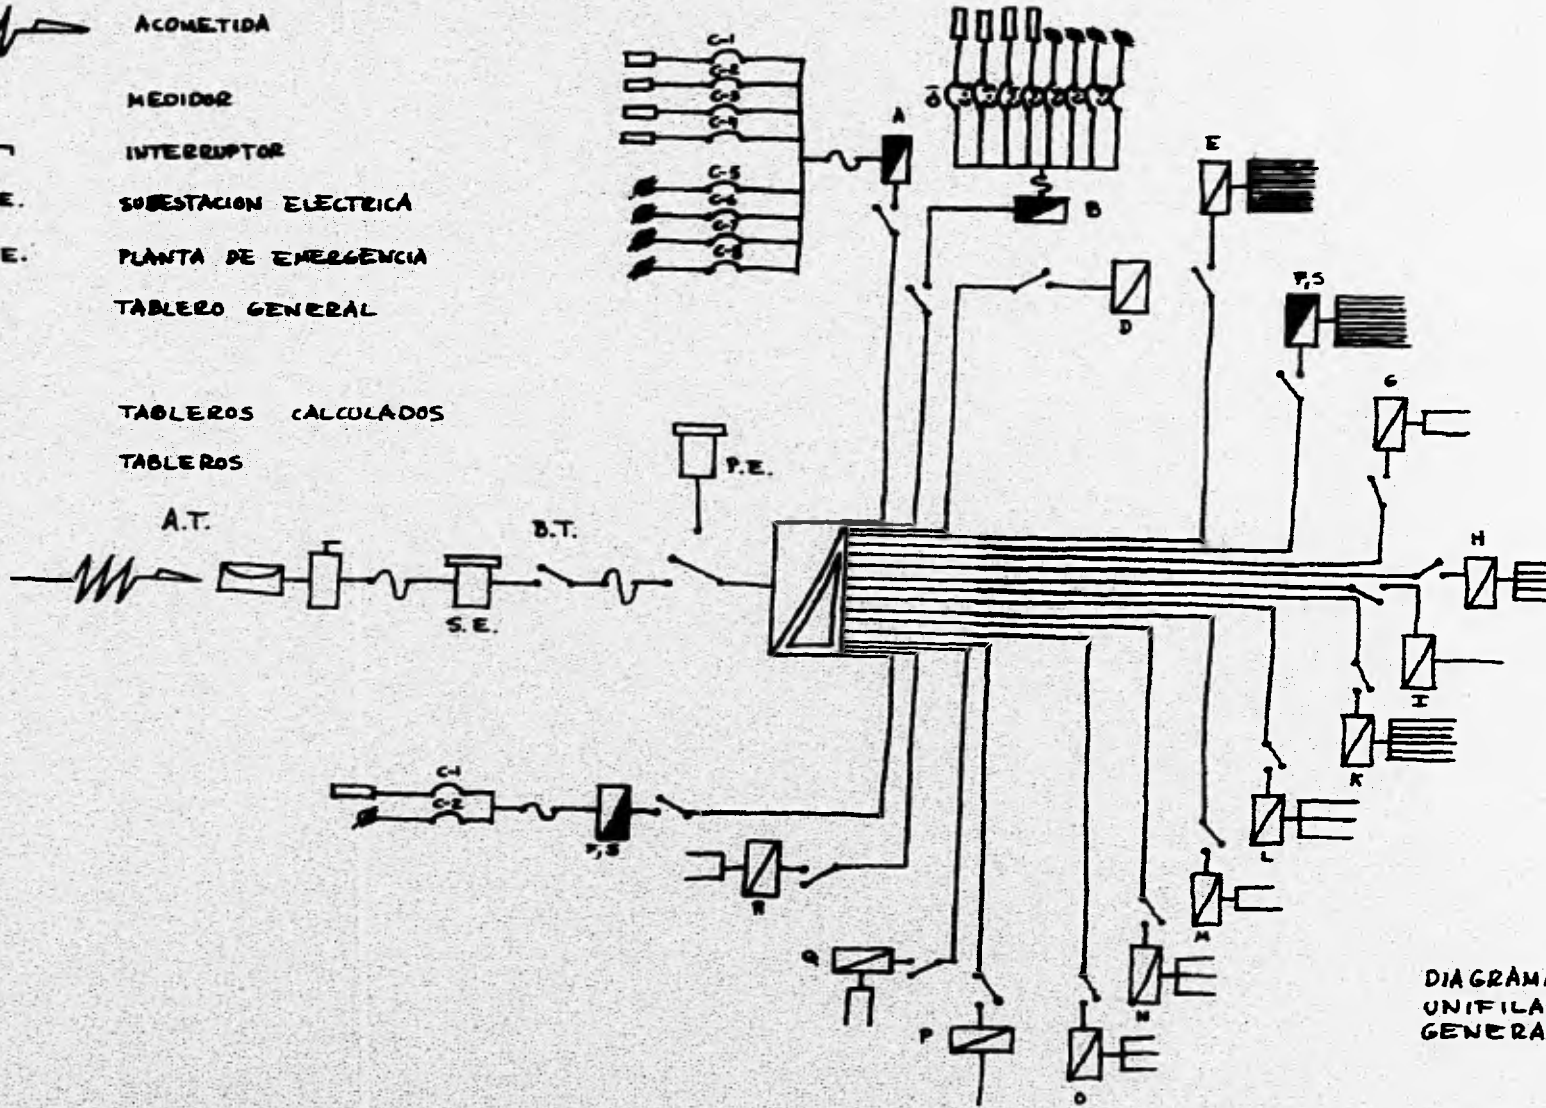 ACOMETIDA
MEDIDOR
INTERRUPTOR
E. SUBESTACION ELECTRICA
E. PLANTA DE EMERGENCIA
TABLERO GENERAL
TABLEROS CALCULADOS
TABLEROS
A.T.
S.E.
B.T.
P.E.
C-1
C-2
C-3
C-4
C-5
C-6
C-7
C-8
A
B
D
E
F,S
G
H
I
K
L
M
N
O
P
Q
R
C-1
C-2
F,S
DIAGRAMA
UNIFILA
GENERA